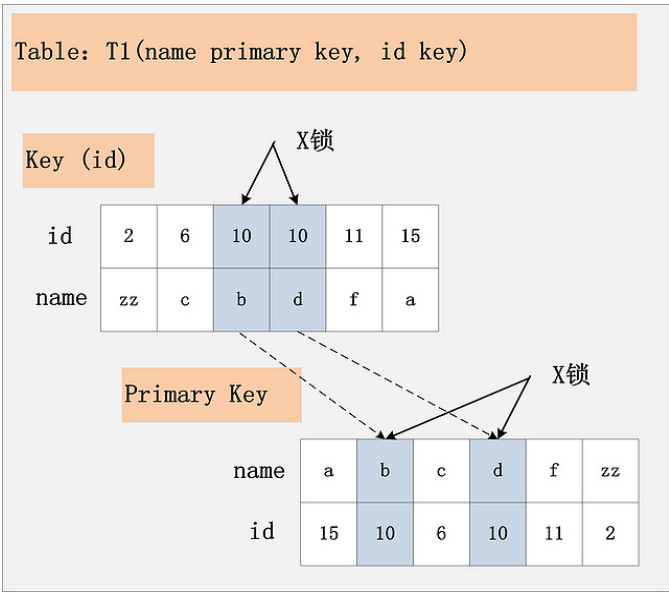 Table：T1(name primary key, id key)
X锁
Key (id)
id 2 6 10 10 11 15
name zz c b d f a
X锁
Primary Key
name a b c d f zz
id 15 10 6 10 11 2